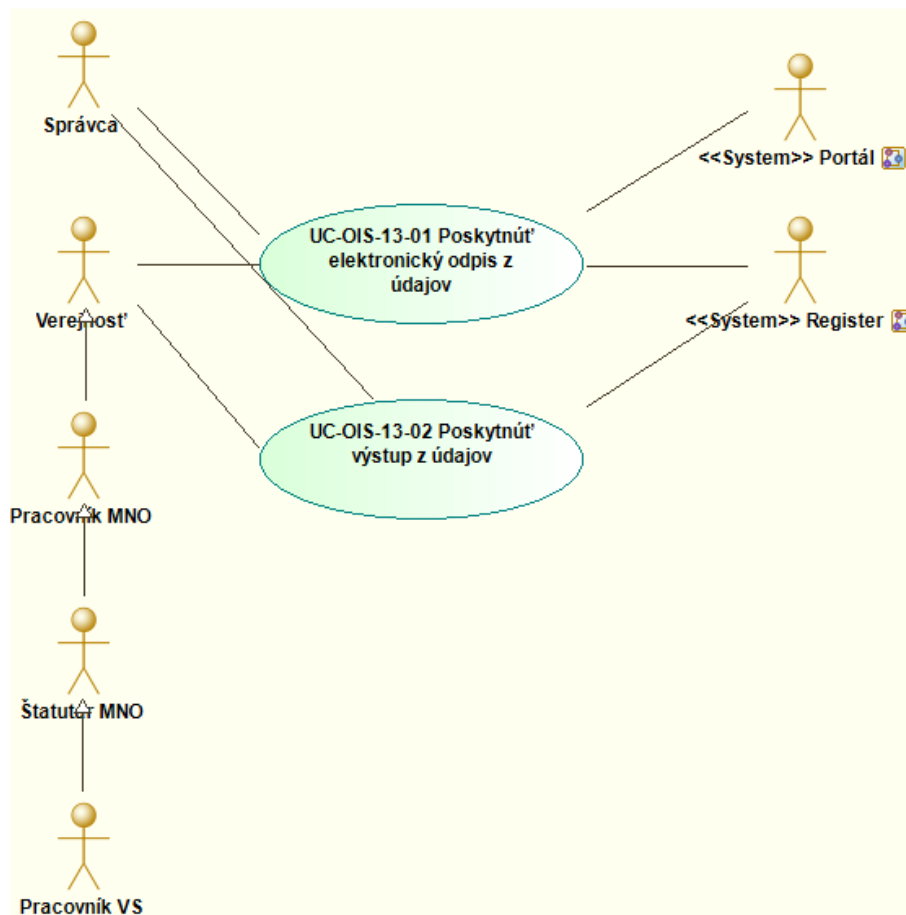 Správca
<<System>> Portál
UC-OIS-13-01 Poskytnúť
elektronický odpis z
údajov
Verejnosť
<<System>> Register
UC-OIS-13-02 Poskytnúť
výstup z údajov
Pracovník MNO
Štatutár MNO
Pracovník VS